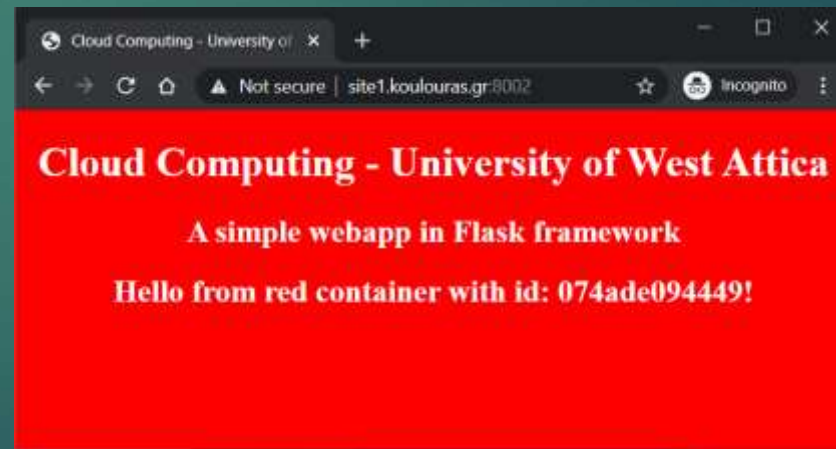 Cloud Computing - University of
Not secure | site1.koulouras.gr:8002
Incognito
Cloud Computing - University of West Attica
A simple webapp in Flask framework
Hello from red container with id: 074ade094449!